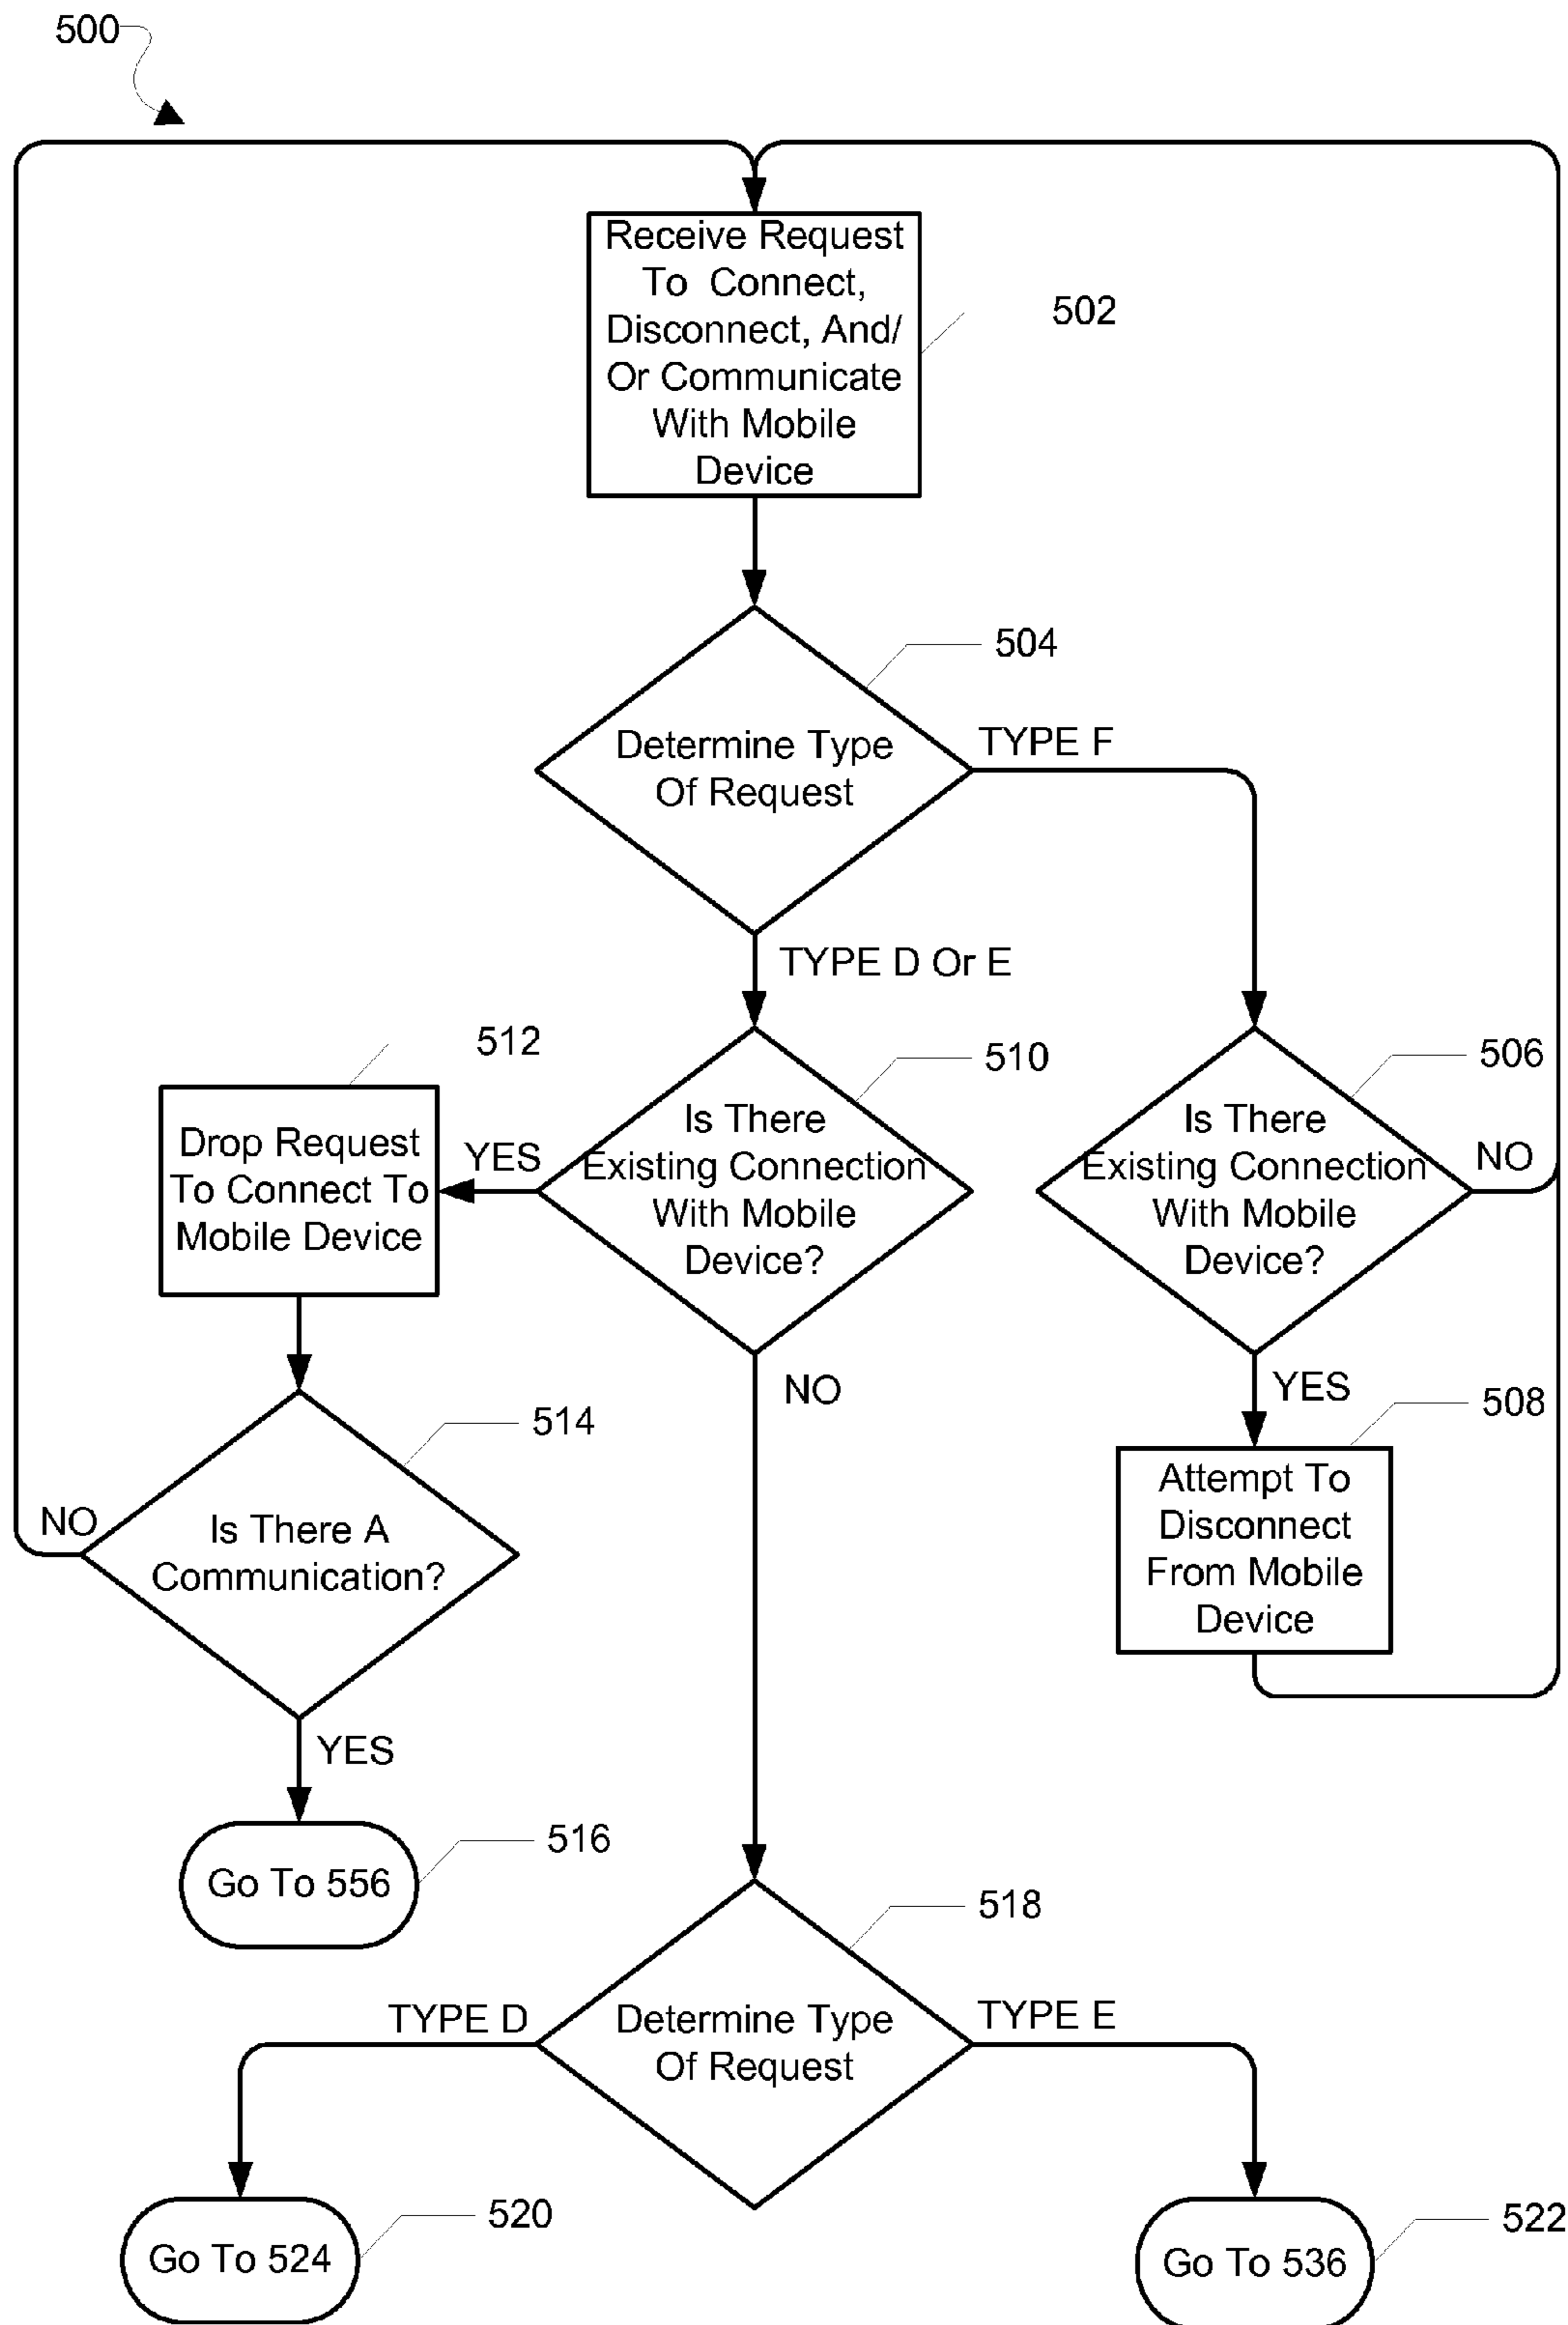 500
Receive Request
To Connect,
Disconnect, And/
Or Communicate
With Mobile
Device
502
504
Determine Type
Of Request
TYPE F
TYPE D Or E
512
510
506
Drop Request
To Connect To
Mobile Device
YES
Is There
Existing Connection
With Mobile
Device?
Is There
Existing Connection
With Mobile
Device?
NO
NO
YES
514
508
Is There A
Communication?
NO
Attempt To
Disconnect
From Mobile
Device
YES
516
Go To 556
518
Determine Type
Of Request
TYPE D
TYPE E
520
Go To 524
522
Go To 536